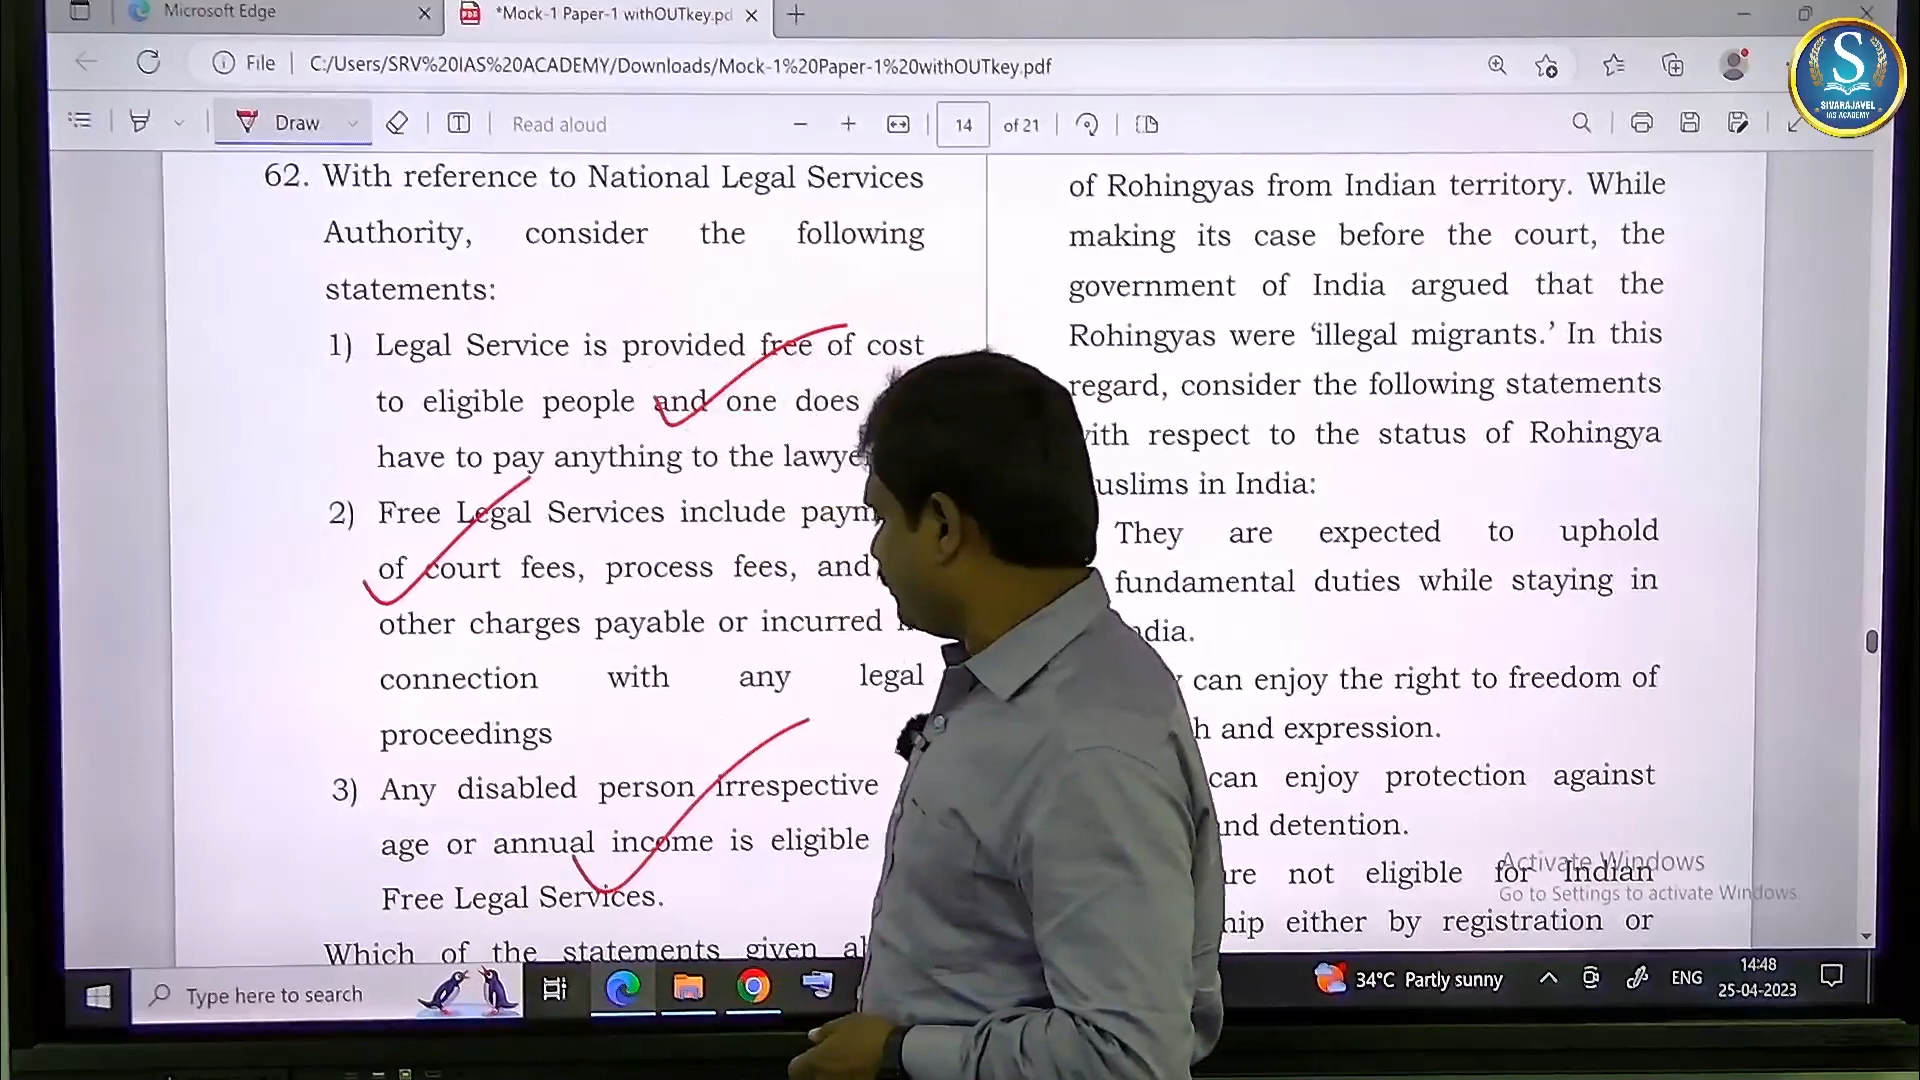 Microsoft Edge
*Mock-1 Paper-1 withOUTkey.pd
File
C:/Users/SRV%20IAS%20ACADEMY/Downloads/Mock-1%20Paper-1%20withOUTkey.pdf
S
SIVARAJAVEL
IAS ACADEMY
Draw
Read aloud
14
of 21
62. With reference to National Legal Services
Authority, consider the following
statements:
1) Legal Service is provided free of cost
to eligible people and one does
have to pay anything to the
2) Free Legal Services include
of court fees, process fees, and
other charges payable or incurred
connection with any legal
proceedings
3) Any disabled person irrespective
age or annual income is eligible
Free Legal Services.
Which of the statements given
of Rohingyas from Indian territory. While
making its case before the court, the
government of India argued that the
Rohingyas were ‘illegal migrants.’ In this
regard, consider the following statements
with respect to the status of Rohingya
uslims in India:
They are expected to uphold
fundamental duties while staying in
dia.
can enjoy the right to freedom of
h and expression.
can enjoy protection against
nd detention.
re not eligible for Indian
hip either by registration or
Activate Windows
Go to Settings to activate Windows.
Type here to search
34°C Partly sunny
ENG
14:48
25-04-2023